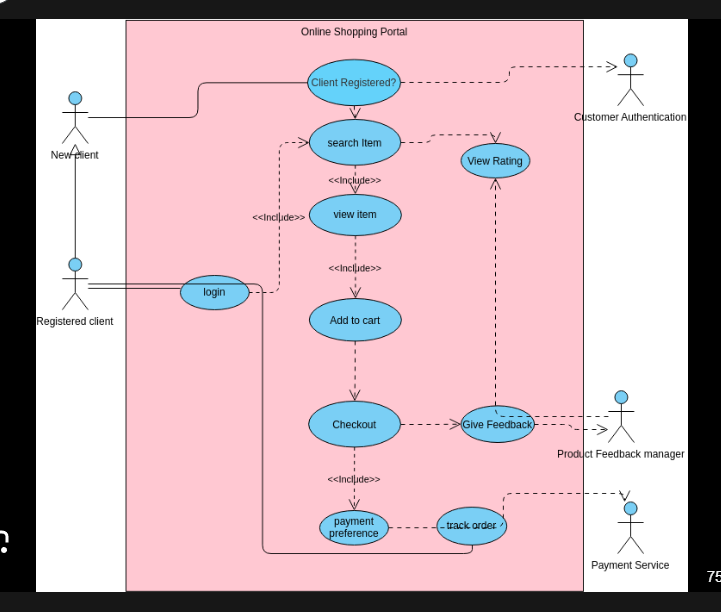 Online Shopping Portal
Client Registered?
Customer Authentication
New client
search Item
View Rating
<<Include>>
view item
<<Include>>
<<Include>>
login
Registered client
Add to cart
Checkout
Give Feedback
Product Feedback manager
<<Include>>
payment
preference
track order
Payment Service
75